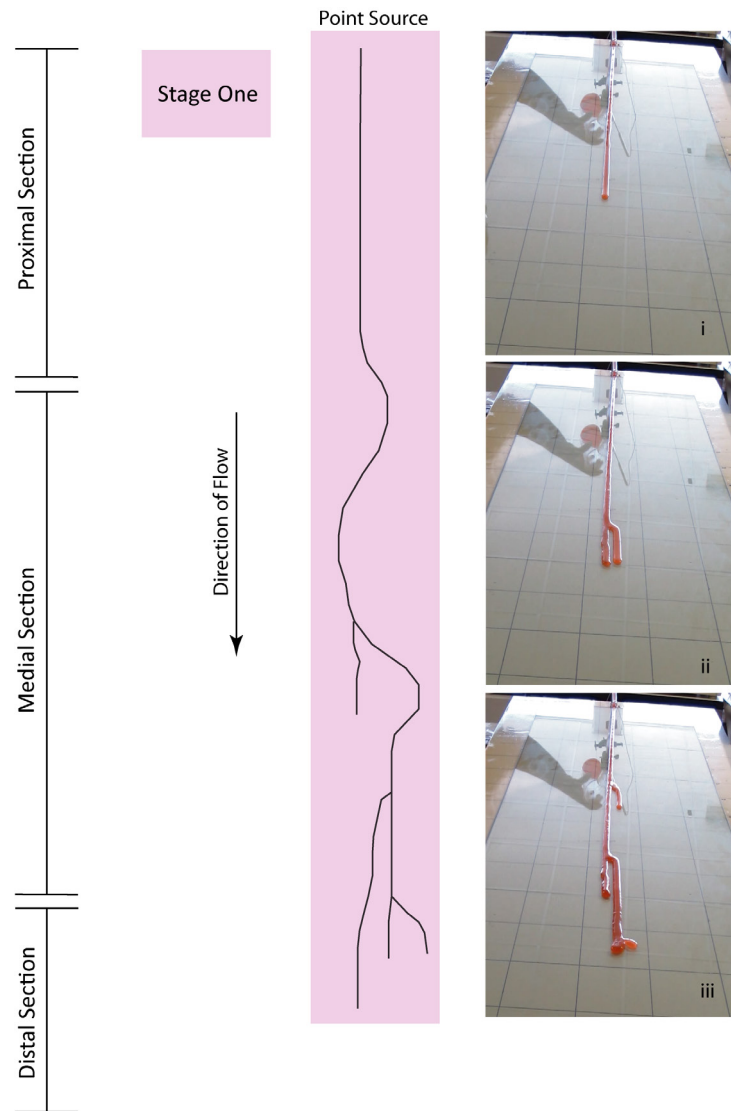 Point Source
Stage One
Proximal Section
Direction of Flow
Medial Section
Distal Section
i
ii
iii